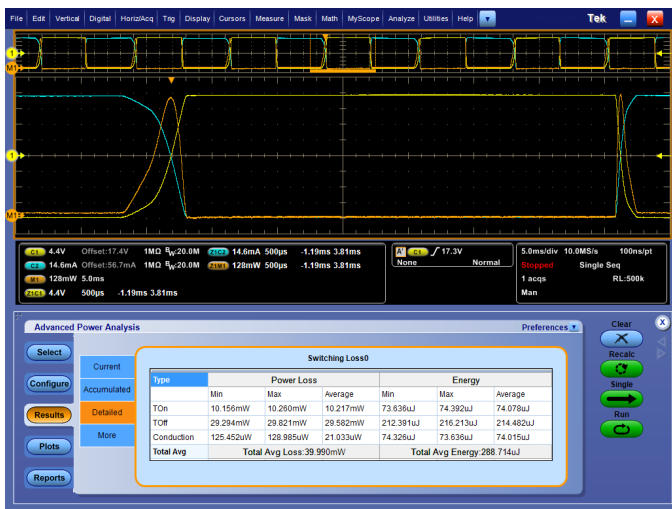 File Edit Vertical Digital Horiz/Acq Trig Display Cursors Measure Mask Math MyScope Analyze Utilities Help Tek X
1
M1
1
M1
C1 4.4V Offset:17.4V 1MΩ BW:20.0M Z1C2 14.6mA 500µs -1.19ms 3.81ms
C2 14.6mA Offset:56.7mA 1MΩ BW:20.0M Z1M1 128mW 500µs -1.19ms 3.81ms
M1 128mW 5.0ms
Z1C1 4.4V 500µs -1.19ms 3.81ms
A' C1 17.3V
None Normal
5.0ms/div 10.0MS/s 100ns/pt
Stopped Single Seq
1 acqs RL:500k
Man
Advanced Power Analysis Preferences
Select
Configure
Results
Plots
Reports
Current
Accumulated
Detailed
More
Switching Loss0
Type Power Loss Energy
Min Max Average Min Max Average
TOn 10.156mW 10.260mW 10.217mW 73.636uJ 74.392uJ 74.078uJ
TOff 29.294mW 29.821mW 29.582mW 212.391uJ 216.213uJ 214.482uJ
Conduction 125.452uW 128.985uW 21.033uW 74.326uJ 73.636uJ 74.015uJ
Total Avg Total Avg Loss:39.990mW Total Avg Energy:288.714uJ
Clear
X
Recalc
Single
Run